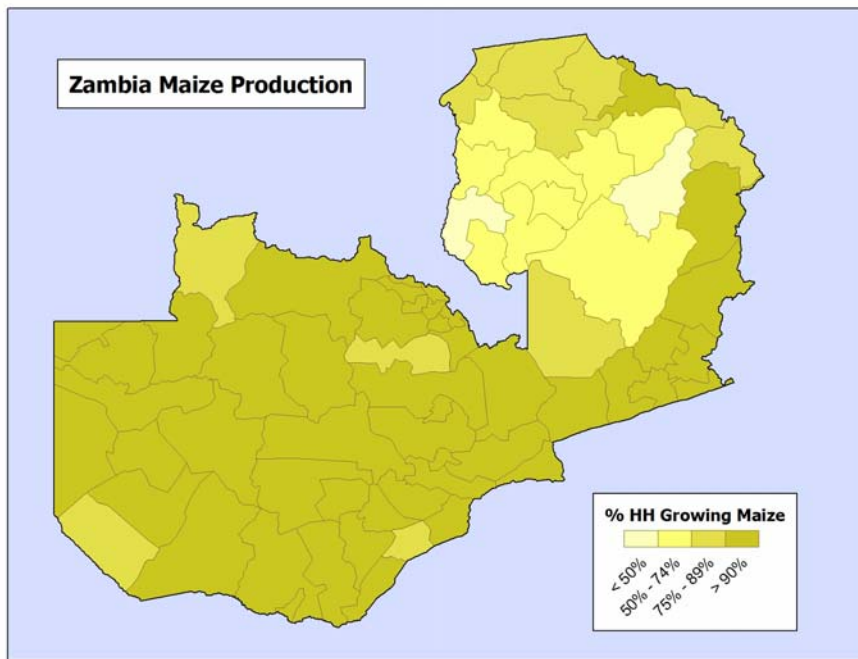 Zambia Maize Production
% HH Growing Maize
< 50%
50% - 74%
75% - 89%
> 90%